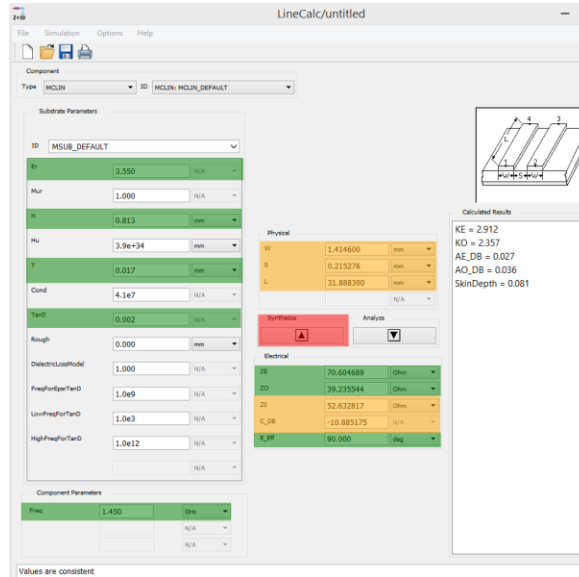 LineCalc/untitled
File Simulation Options Help
Component
Type MCLIN ID MCLIN: MCLIN_DEFAULT
Substrate Parameters
ID MSUB_DEFAULT
Er 3.550 N/A
Mur 1.000 N/A
H 0.813 mm
Hu 3.9e+34 mm
T 0.017 mm
Cond 4.1e7 N/A
TanD 0.002 N/A
Rough 0.000 mm
DielectricLossModel 1.000 N/A
FreqForEpsrTanD 1.0e9 N/A
LowFreqForTanD 1.0e3 N/A
HighFreqForTanD 1.0e12 N/A
N/A
Component Parameters
Freq 1.450 GHz
N/A
N/A
Physical
W 1.414600 mm
S 0.215276 mm
L 31.888300 mm
N/A
Synthesize Analyze
Electrical
ZE 70.604689 Ohm
ZO 39.235544 Ohm
Z0 52.632817 Ohm
C_DB -10.885175 N/A
E_Eff 90.000 deg
4 3
L
1 2
W S W
Calculated Results
KE = 2.912
KO = 2.357
AE_DB = 0.027
AO_DB = 0.036
SkinDepth = 0.081
Values are consistent